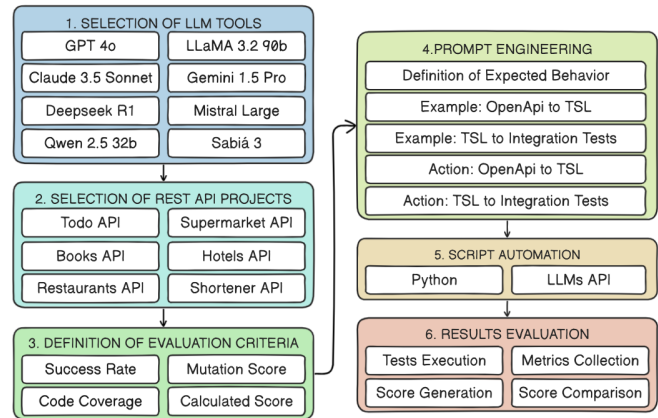 1. SELECTION OF LLM TOOLS
GPT 4o
LLaMA 3.2 90b
Claude 3.5 Sonnet
Gemini 1.5 Pro
Deepseek R1
Mistral Large
Qwen 2.5 32b
Sabiá 3
2. SELECTION OF REST API PROJECTS
Todo API
Supermarket API
Books API
Hotels API
Restaurants API
Shortener API
3. DEFINITION OF EVALUATION CRITERIA
Success Rate
Mutation Score
Code Coverage
Calculated Score
4.PROMPT ENGINEERING
Definition of Expected Behavior
Example: OpenApi to TSL
Example: TSL to Integration Tests
Action: OpenApi to TSL
Action: TSL to Integration Tests
5. SCRIPT AUTOMATION
Python
LLMs API
6. RESULTS EVALUATION
Tests Execution
Metrics Collection
Score Generation
Score Comparison